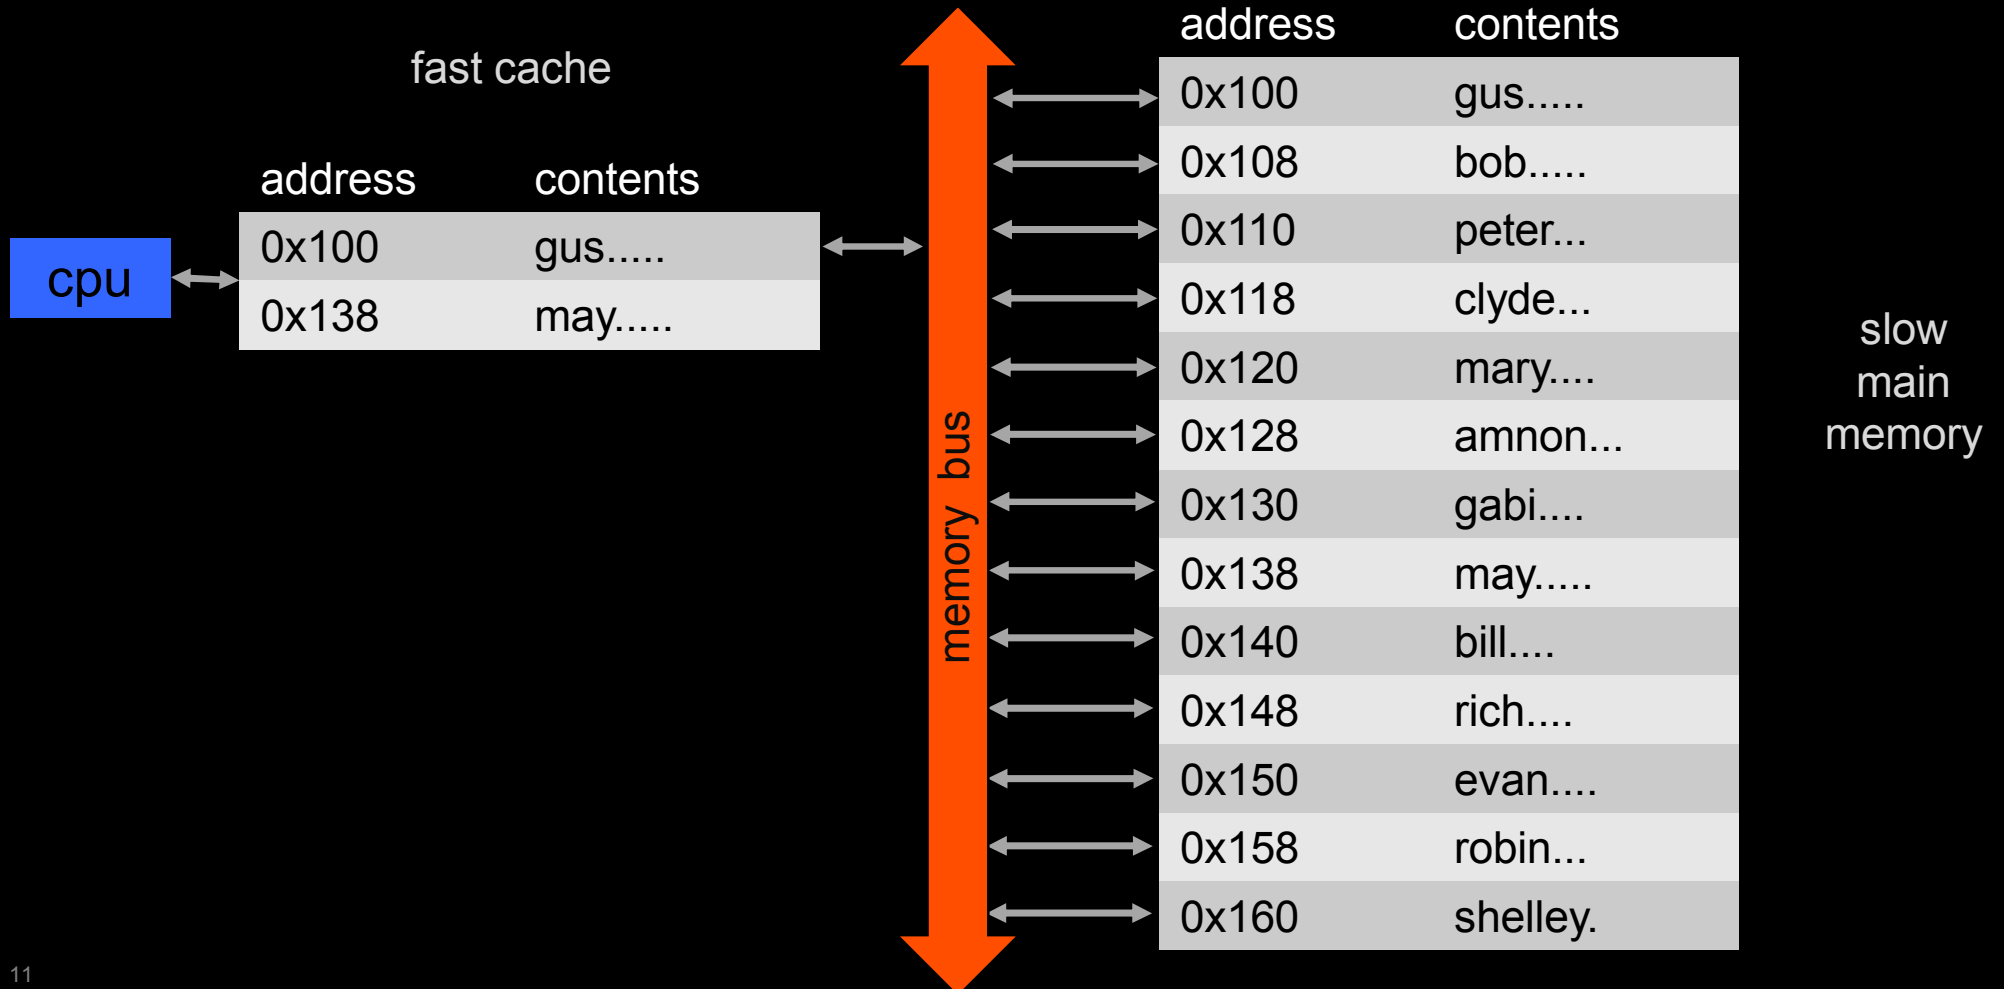 fast cache
address contents
0x100 gus.....
0x138 may.....
cpu
memory bus
address contents
0x100 gus.....
0x108 bob.....
0x110 peter...
0x118 clyde...
0x120 mary....
0x128 amnon...
0x130 gabi....
0x138 may.....
0x140 bill....
0x148 rich....
0x150 evan....
0x158 robin...
0x160 shelley.
slow
main
memory
11